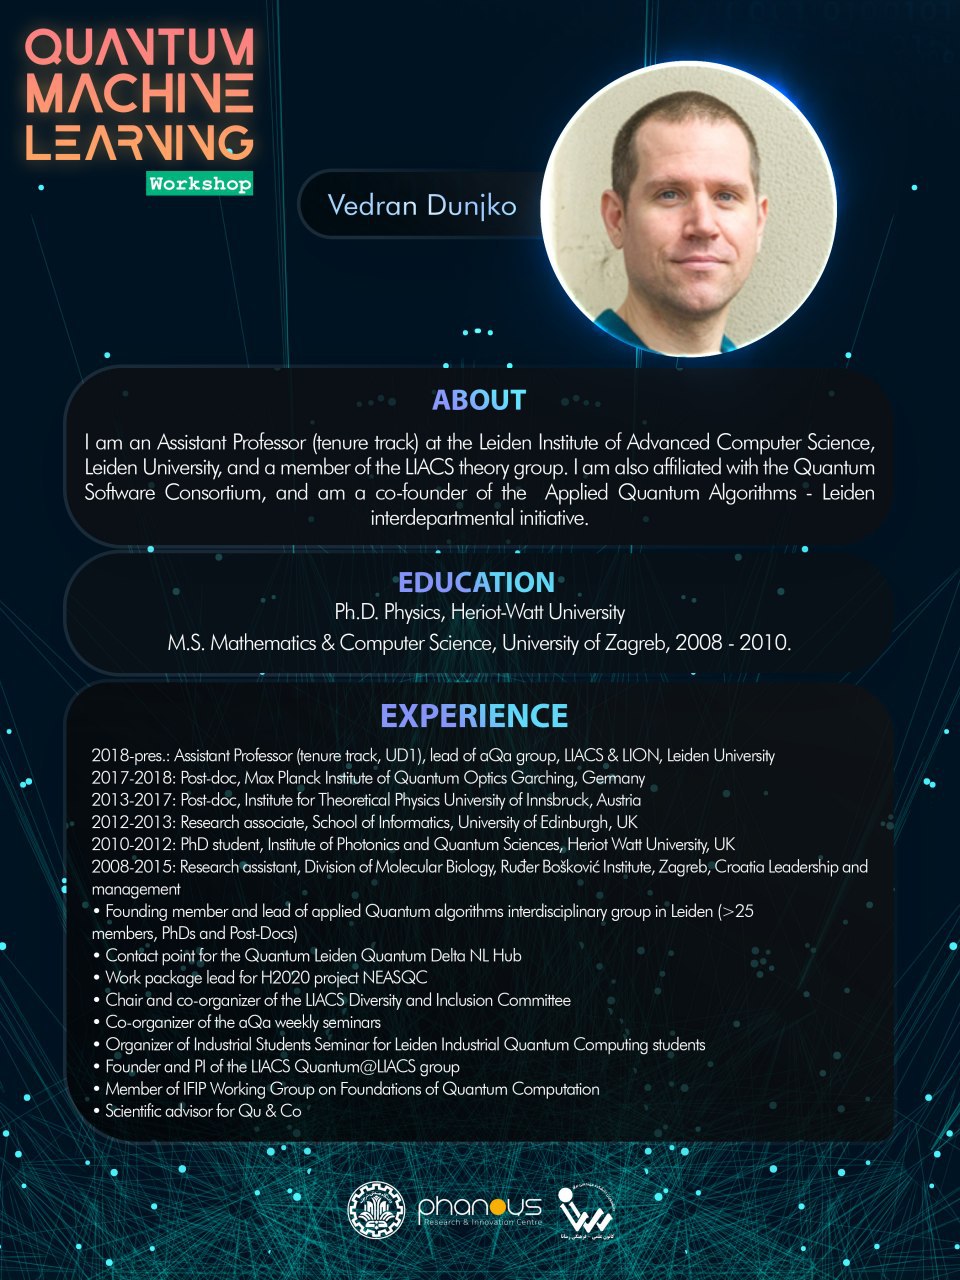 QUANTUM
MACHINE
LEARNING
Workshop
Vedran Dunjko
ABOUT
I am an Assistant Professor (tenure track) at the Leiden Institute of Advanced Computer Science,
Leiden University, and a member of the LIACS theory group. I am also affiliated with the Quantum
Software Consortium, and am a co-founder of the Applied Quantum Algorithms - Leiden
interdepartmental initiative.
EDUCATION
Ph.D. Physics, Heriot-Watt University
M.S. Mathematics & Computer Science, University of Zagreb, 2008 - 2010.
EXPERIENCE
2018-pres.: Assistant Professor (tenure track, UD1), lead of aQa group, LIACS & LION, Leiden University
2017-2018: Post-doc, Max Planck Institute of Quantum Optics Garching, Germany
2013-2017: Post-doc, Institute for Theoretical Physics University of Innsbruck, Austria
2012-2013: Research associate, School of Informatics, University of Edinburgh, UK
2010-2012: PhD student, Institute of Photonics and Quantum Sciences, Heriot Watt University, UK
2008-2015: Research assistant, Division of Molecular Biology, Ruđer Bošković Institute, Zagreb, Croatia Leadership and
management
• Founding member and lead of applied Quantum algorithms interdisciplinary group in Leiden (>25
members, PhDs and Post-Docs)
• Contact point for the Quantum Leiden Quantum Delta NL Hub
• Work package lead for H2020 project NEASQC
• Chair and co-organizer of the LIACS Diversity and Inclusion Committee
• Co-organizer of the aQa weekly seminars
• Organizer of Industrial Students Seminar for Leiden Industrial Quantum Computing students
• Founder and PI of the LIACS Quantum@LIACS group
• Member of IFIP Working Group on Foundations of Quantum Computation
• Scientific advisor for Qu & Co
phanous
Research & Innovation Centre
کانون علمی - فرهنگی رسانا